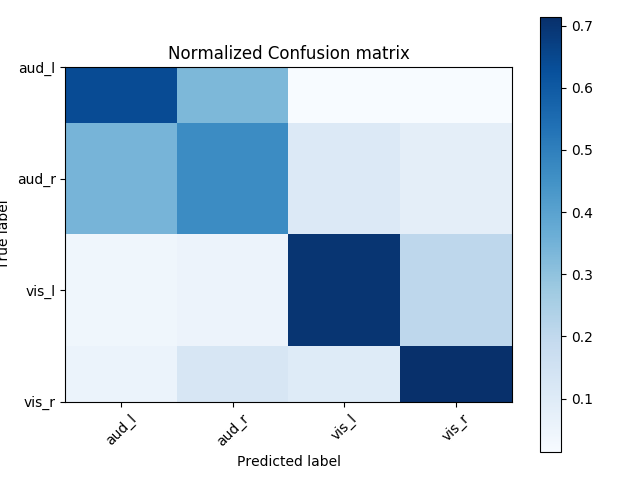 Normalized Confusion matrix
aud_l
aud_r
vis_l
vis_r
True label
aud_l
aud_r
vis_l
vis_r
Predicted label
0.7
0.6
0.5
0.4
0.3
0.2
0.1